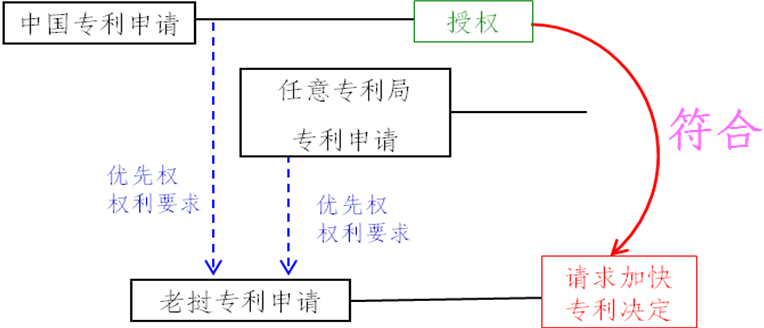 中国专利申请
授权
任意专利局
专利申请
符合
优先权
权利要求
优先权
权利要求
老挝专利申请
请求加快
专利决定